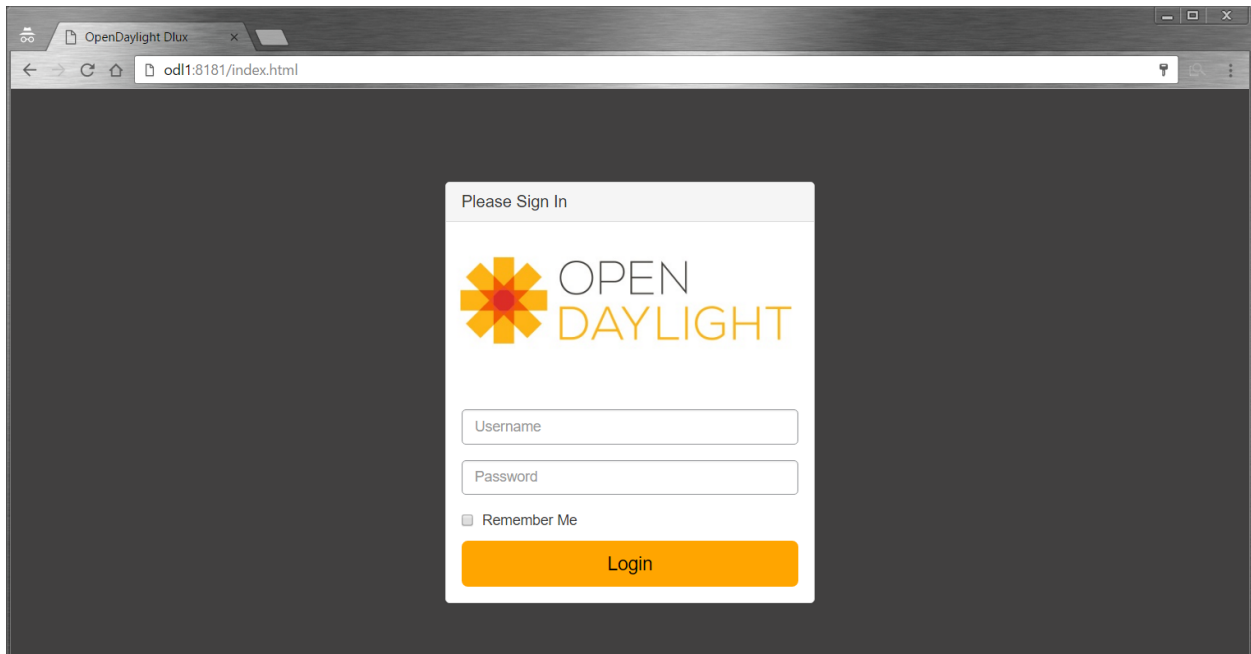 OpenDaylight Dlux
odl1:8181/index.html
Please Sign In
OPEN
DAYLIGHT
Username
Password
Remember Me
Login